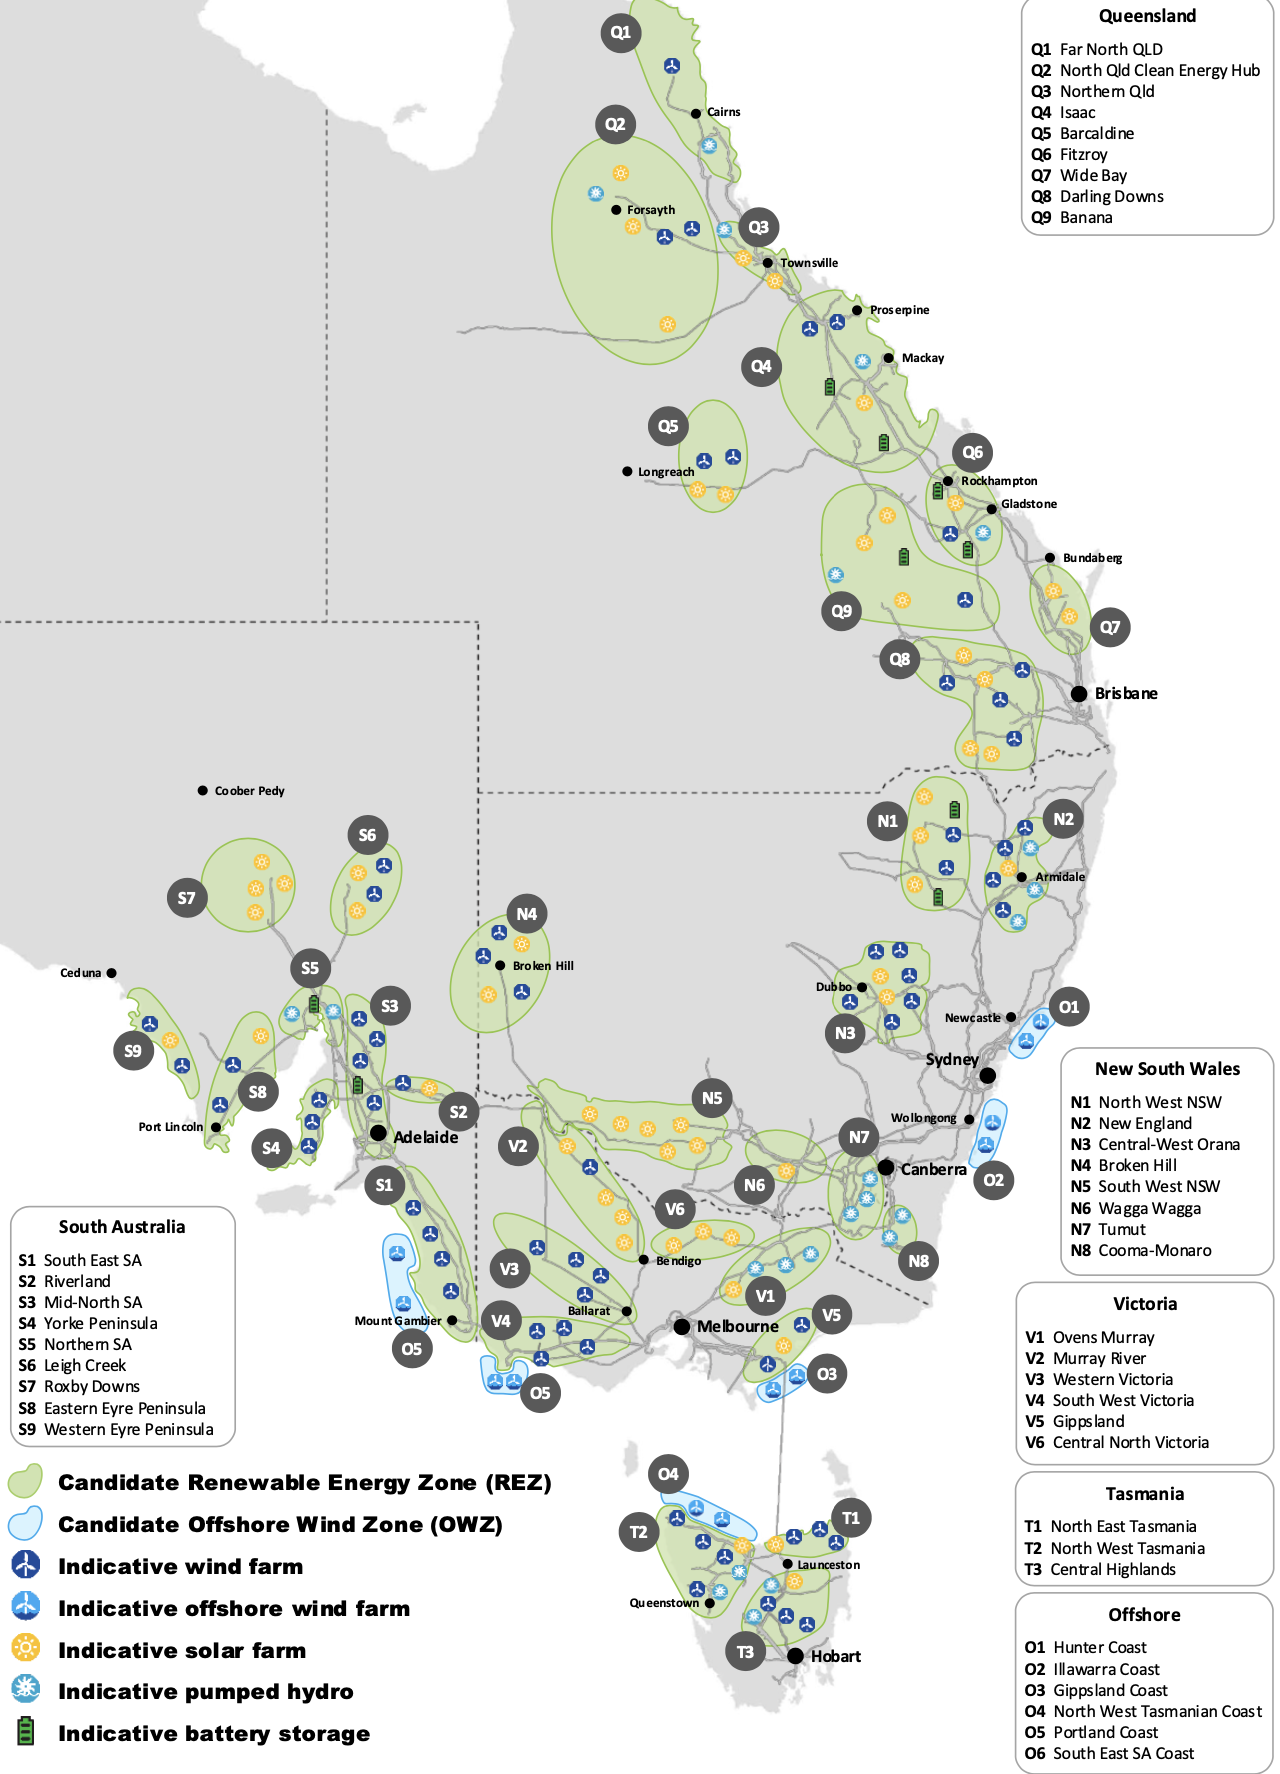 Queensland
Q1 Far North QLD
Q2 North Qld Clean Energy Hub
Q3 Northern Qld
Q4 Isaac
Q5 Barcaldine
Q6 Fitzroy
Q7 Wide Bay
Q8 Darling Downs
Q9 Banana
Q1
Cairns
Q2
Forsayth
Q3
Townsville
Proserpine
Mackay
Q4
Q5
Longreach
Q6
Rockhampton
Gladstone
Bundaberg
Q9
Q7
Q8
Brisbane
Coober Pedy
N1
N2
S6
Armidale
S7
N4
Broken Hill
S5
Ceduna
Dubbo
S3
O1
Newcastle
N3
S9
Sydney
S8
N5
S2
Wollongong
Port Lincoln
Adelaide
S4
V2
N7
Canberra
S1
N6
O2
V6
N8
Bendigo
V3
V1
Ballarat
Mount Gambier
V4
V5
Melbourne
O5
O3
O5
New South Wales
N1 North West NSW
N2 New England
N3 Central-West Orana
N4 Broken Hill
N5 South West NSW
N6 Wagga Wagga
N7 Tumut
N8 Cooma-Monaro
South Australia
S1 South East SA
S2 Riverland
S3 Mid-North SA
S4 Yorke Peninsula
S5 Northern SA
S6 Leigh Creek
S7 Roxby Downs
S8 Eastern Eyre Peninsula
S9 Western Eyre Peninsula
Victoria
V1 Ovens Murray
V2 Murray River
V3 Western Victoria
V4 South West Victoria
V5 Gippsland
V6 Central North Victoria
O4
T2
T1
Launceston
Queenstown
T3
Hobart
Tasmania
T1 North East Tasmania
T2 North West Tasmania
T3 Central Highlands
Offshore
O1 Hunter Coast
O2 Illawarra Coast
O3 Gippsland Coast
O4 North West Tasmanian Coast
O5 Portland Coast
O6 South East SA Coast
Candidate Renewable Energy Zone (REZ)
Candidate Offshore Wind Zone (OWZ)
Indicative wind farm
Indicative offshore wind farm
Indicative solar farm
Indicative pumped hydro
Indicative battery storage